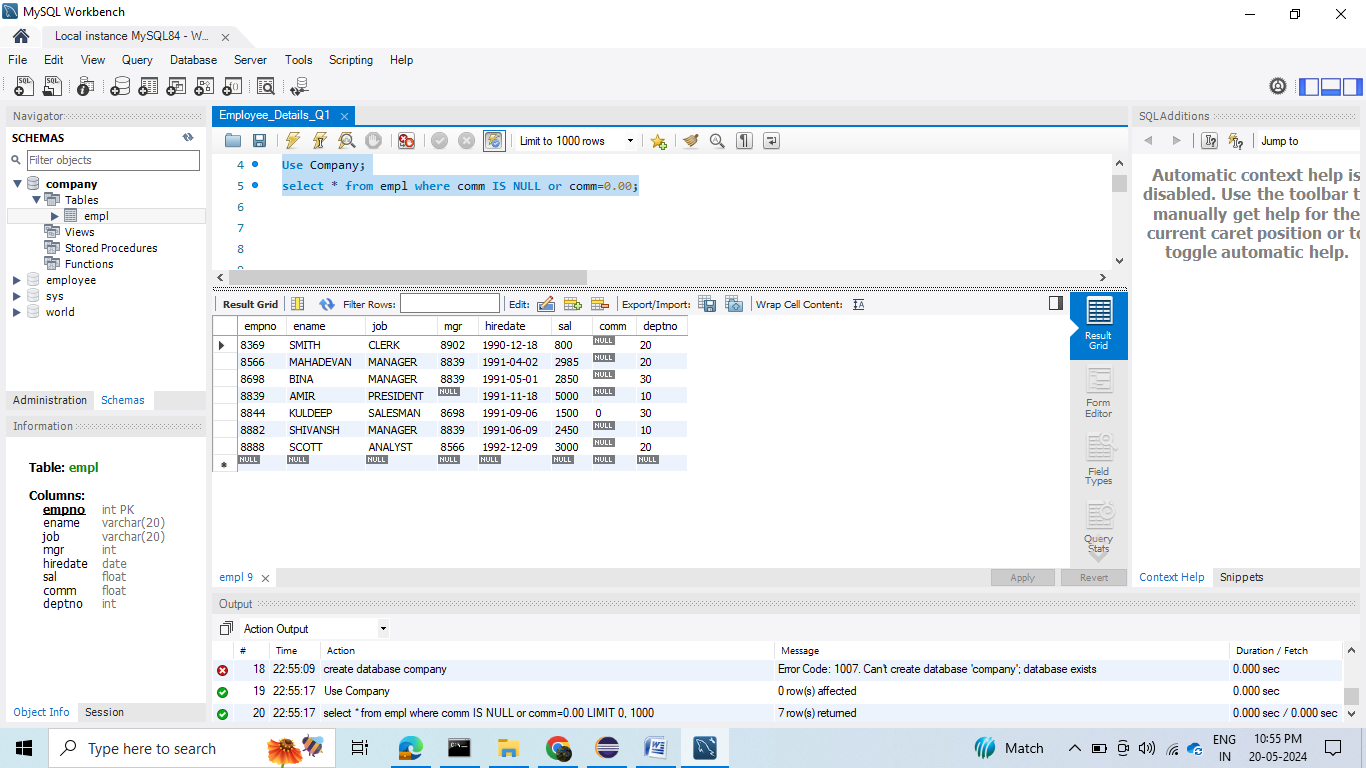 MySQL Workbench
Local instance MySQL84 - W...
File Edit View Query Database Server Tools Scripting Help
Navigator
SCHEMAS
Filter objects
company
Tables
empl
Views
Stored Procedures
Functions
employee
sys
world
Administration Schemas
Information
Table: empl
Columns:
empno int PK
ename varchar(20)
job varchar(20)
mgr int
hiredate date
sal float
comm float
deptno int
Object Info Session
Employee_Details_Q1
Limit to 1000 rows
4 Use Company;
5 select * from empl where comm IS NULL or comm=0.00;
6
7
8
Result Grid Filter Rows: Edit: Export/Import: Wrap Cell Content:
empno ename job mgr hiredate sal comm deptno
8369 SMITH CLERK 8902 1990-12-18 800 NULL 20
8566 MAHADEVAN MANAGER 8839 1991-04-02 2985 NULL 20
8698 BINA MANAGER 8839 1991-05-01 2850 NULL 30
8839 AMIR PRESIDENT NULL 1991-11-18 5000 NULL 10
8844 KULDEEP SALESMAN 8698 1991-09-06 1500 0 30
8882 SHIVANSH MANAGER 8839 1991-06-09 2450 NULL 10
8888 SCOTT ANALYST 8566 1992-12-09 3000 NULL 20
NULL NULL NULL NULL NULL NULL NULL NULL
Result
Grid
Form
Editor
Field
Types
Query
Stats
empl 9
Apply Revert
SQLAdditions
Jump to
Automatic context help is
disabled. Use the toolbar t
manually get help for the
current caret position or to
toggle automatic help.
Context Help Snippets
Output
Action Output
# Time Action Message Duration / Fetch
18 22:55:09 create database company Error Code: 1007. Can't create database 'company'; database exists 0.000 sec
19 22:55:17 Use Company 0 row(s) affected 0.000 sec
20 22:55:17 select * from empl where comm IS NULL or comm=0.00 LIMIT 0, 1000 7 row(s) returned 0.000 sec / 0.000 sec
Type here to search
Match
ENG
IN
10:55 PM
20-05-2024